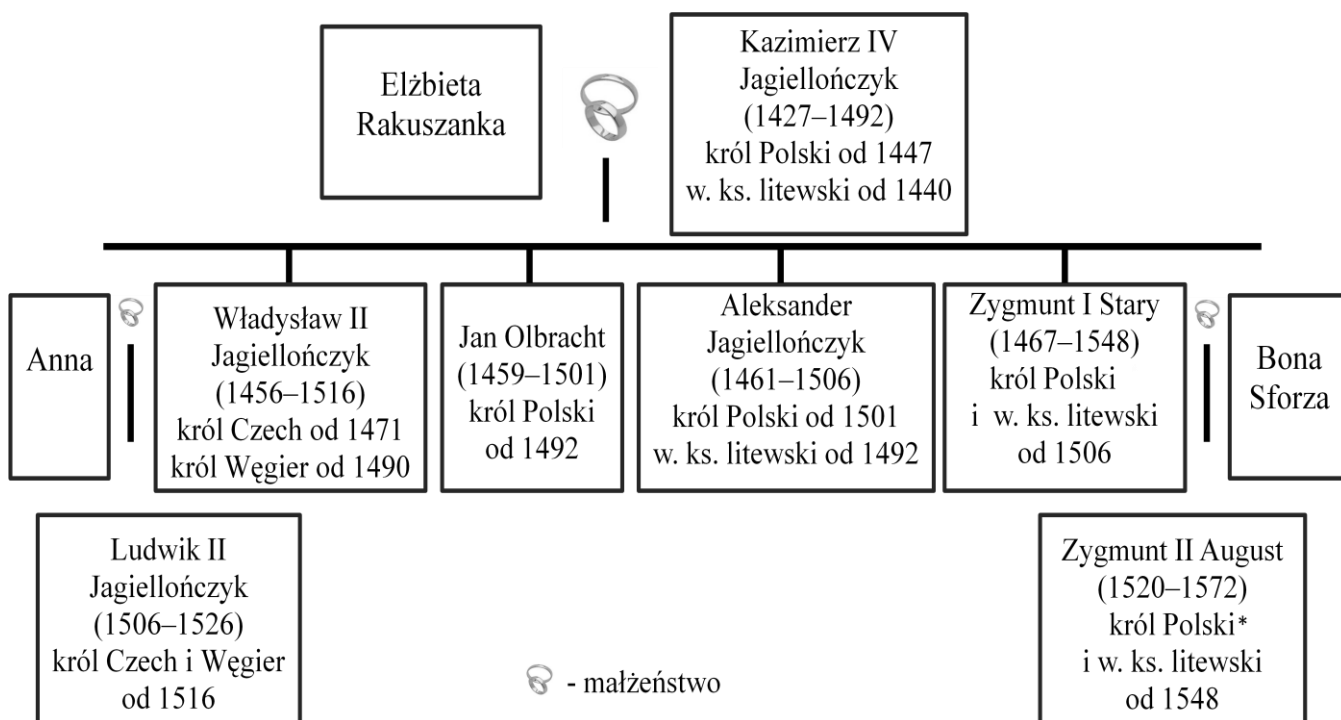 Elżbieta
Rakuszanka
Kazimierz IV
Jagiellończyk
(1427–1492)
król Polski od 1447
w. ks. litewski od 1440
Anna
Władysław II
Jagiellończyk
(1456–1516)
król Czech od 1471
król Węgier od 1490
Jan Olbracht
(1459–1501)
król Polski
od 1492
Aleksander
Jagiellończyk
(1461–1506)
król Polski od 1501
w. ks. litewski od 1492
Zygmunt I Stary
(1467–1548)
król Polski
i w. ks. litewski
od 1506
Bona
Sforza
Ludwik II
Jagiellończyk
(1506–1526)
król Czech i Węgier
od 1516
- małżeństwo
Zygmunt II August
(1520–1572)
król Polski*
i w. ks. litewski
od 1548